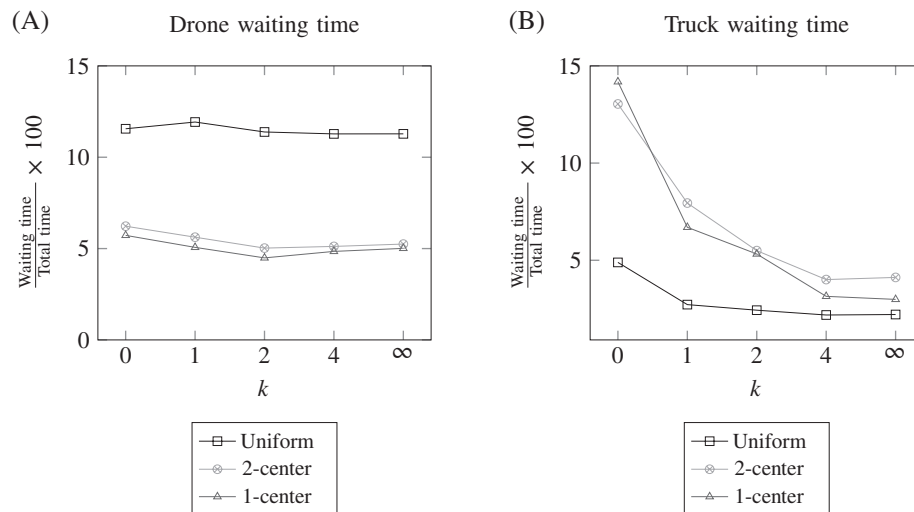 (A) Drone waiting time
15
10
5
0
Waiting time
Total time
× 100
0 1 2 4 ∞
k
Uniform
2-center
1-center
(B) Truck waiting time
15
10
5
Waiting time
Total time
× 100
0 1 2 4 ∞
k
Uniform
2-center
1-center